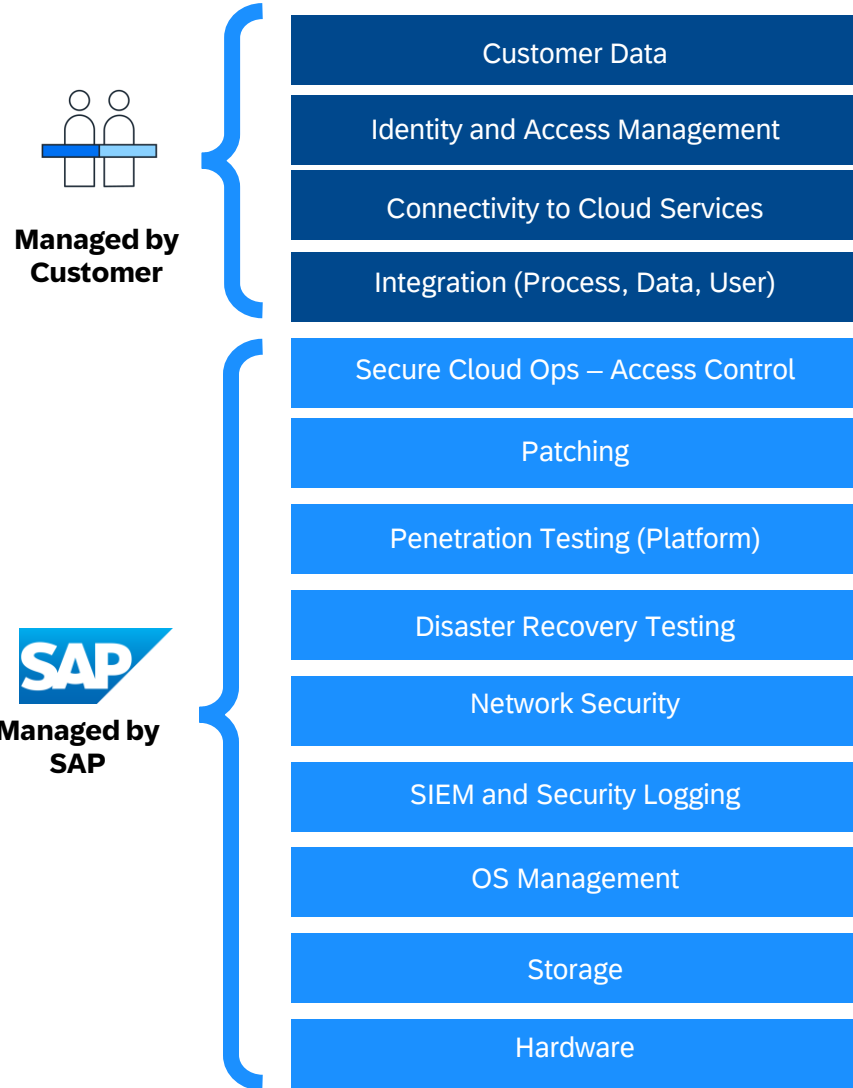 Customer Data
Identity and Access Management
Connectivity to Cloud Services
Managed by
Customer
Integration (Process, Data, User)
Secure Cloud Ops – Access Control
Patching
Penetration Testing (Platform)
Disaster Recovery Testing
SAP
Managed by
SAP
Network Security
SIEM and Security Logging
OS Management
Storage
Hardware